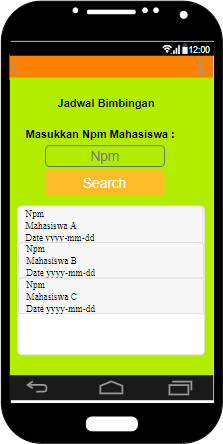 12:00
Jadwal Bimbingan
Masukkan Npm Mahasiswa :
Npm
Search
Npm
Mahasiswa A
Date yyyy-mm-dd
Npm
Mahasiswa B
Date yyyy-mm-dd
Npm
Mahasiswa C
Date yyyy-mm-dd